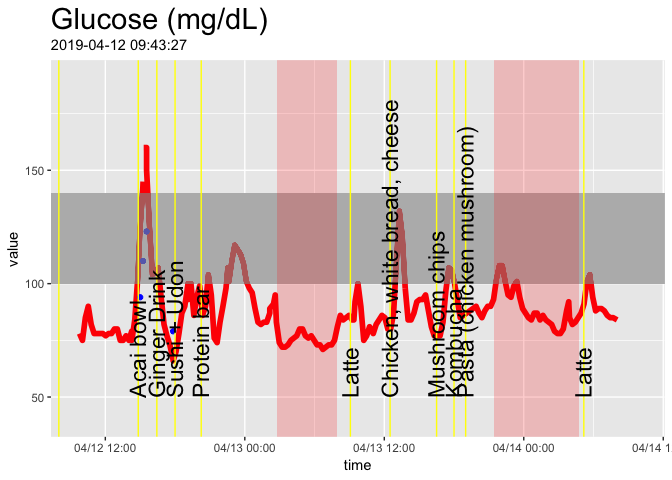 Glucose (mg/dL)
2019-04-12 09:43:27
value
150
100
50
Acai bowl
Ginger Drink
Sushi + Udon
Protein bar
Latte
Chicken, white bread, cheese
Mushroom chips
Kombucha
Pasta (chicken mushroom)
Latte
04/12 12:00
04/13 00:00
04/13 12:00
04/14 00:00
04/14 1
time